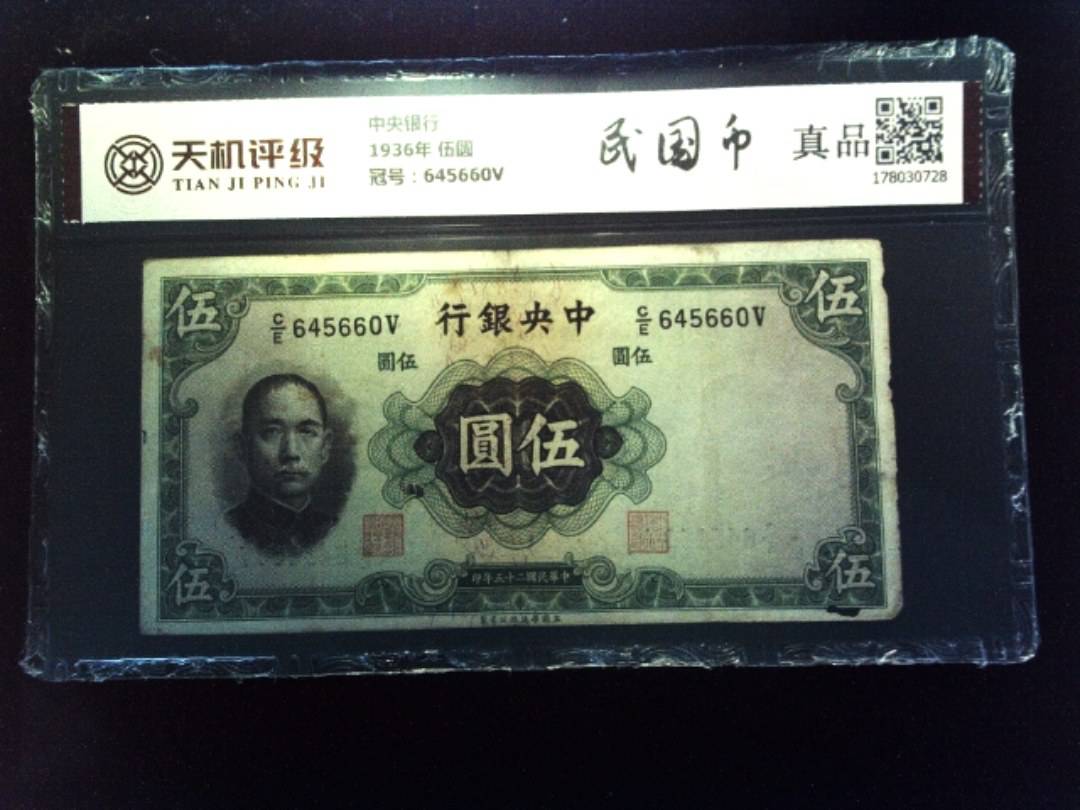 天机评级
TIAN JI PING JI
中央银行
1936年 伍圆
冠号：645660V
民国币
真品
178030728
伍
伍
C/E 645660V
行銀央中
C/E 645660V
圓伍
圓伍
圓伍
伍
伍
印年五十二國民華中